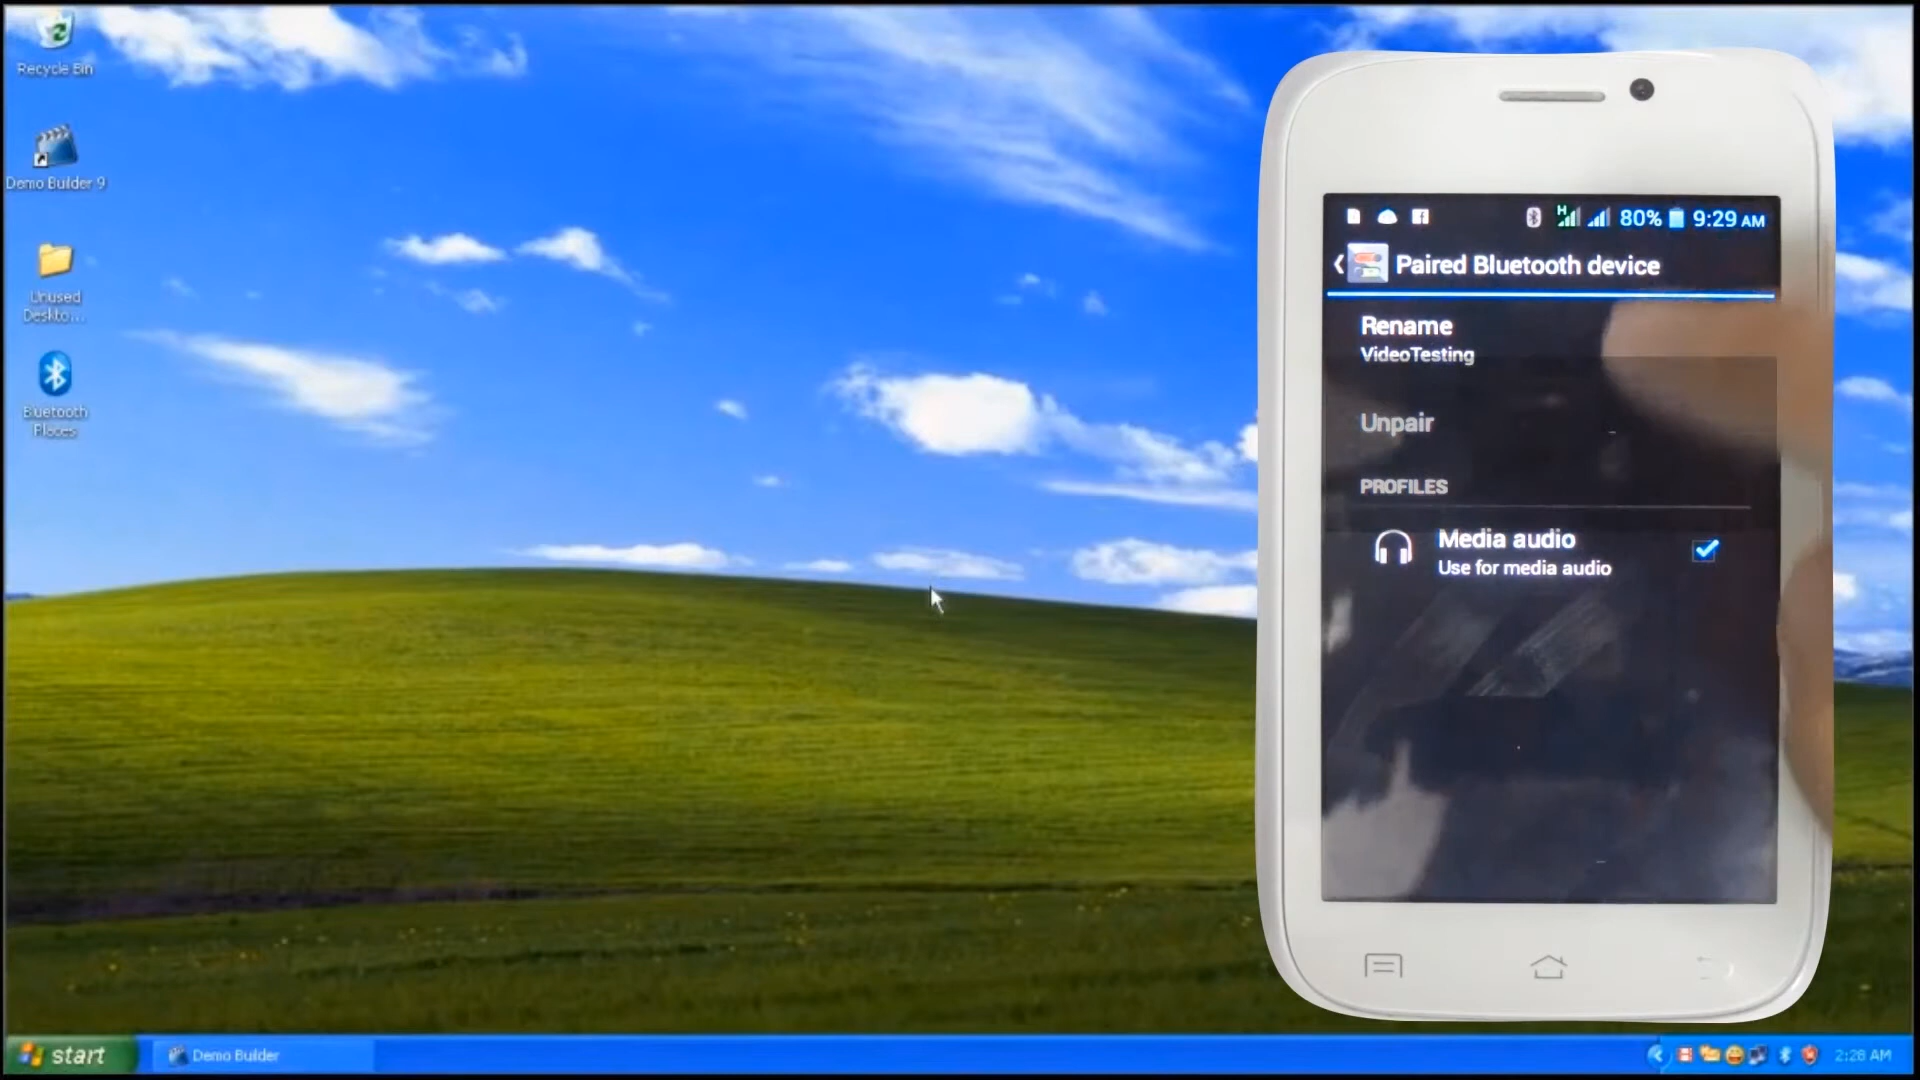 Recycle Bin
Demo Builder 9
Unused
Deskto...
Bluetooth
Places
80% 9:29 AM
Paired Bluetooth device
Rename
VideoTesting
Unpair
PROFILES
Media audio
Use for media audio
start
Demo Builder
2:28 AM